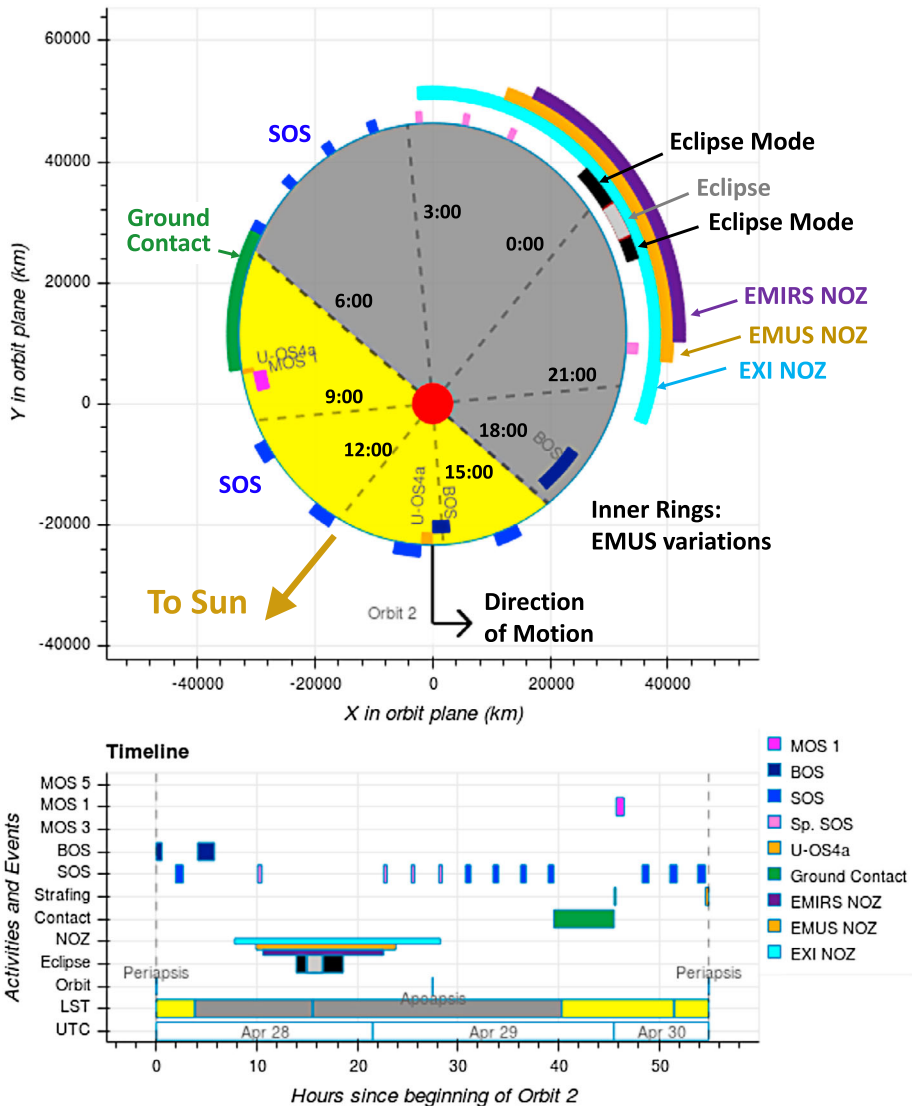 60000
40000
20000
0
-20000
-40000
Y in orbit plane (km)
-40000
-20000
0
20000
40000
X in orbit plane (km)
SOS
Ground
Contact
Eclipse Mode
Eclipse
Eclipse Mode
EMIRS NOZ
EMUS NOZ
EXI NOZ
3:00
0:00
6:00
21:00
9:00
18:00
12:00
15:00
U-OS4a
MOS 1
BOS
U-OS4a
BOS
SOS
Inner Rings:
EMUS variations
To Sun
Orbit 2
Direction
of Motion
Timeline
Activities and Events
MOS 5
MOS 1
MOS 3
BOS
SOS
Strafing
Contact
NOZ
Eclipse
Orbit
LST
UTC
Periapsis
Apoapsis
Periapsis
Apr 28
Apr 29
Apr 30
0
10
20
30
40
50
Hours since beginning of Orbit 2
MOS 1
BOS
SOS
Sp. SOS
U-OS4a
Ground Contact
EMIRS NOZ
EMUS NOZ
EXI NOZ